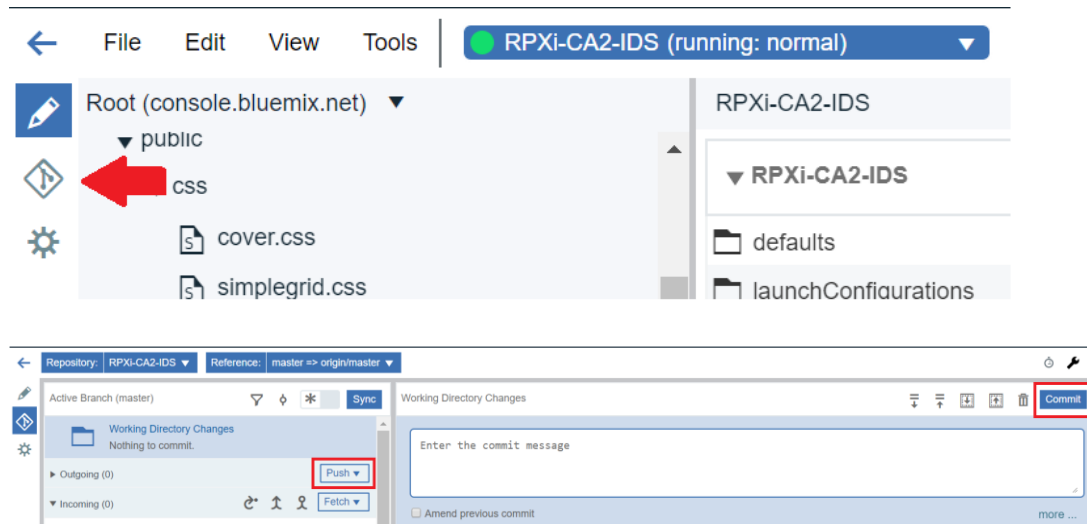 File Edit View Tools RPXi-CA2-IDS (running: normal)
Root (console.bluemix.net)
RPXi-CA2-IDS
public
css
RPXi-CA2-IDS
cover.css
defaults
simplegrid.css
launchConfigurations
Repository: RPXi-CA2-IDS Reference: master => origin/master
Active Branch (master) Sync
Working Directory Changes Commit
Working Directory Changes
Nothing to commit.
Enter the commit message
Outgoing (0) Push
Incoming (0) Fetch
Amend previous commit more ...